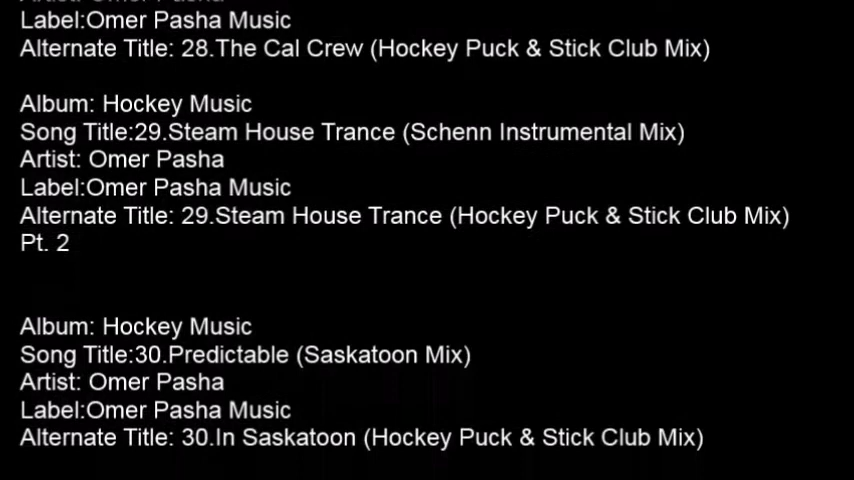 Artist: Omer Pasha
Label:Omer Pasha Music
Alternate Title: 28.The Cal Crew (Hockey Puck & Stick Club Mix)
Album: Hockey Music
Song Title:29.Steam House Trance (Schenn Instrumental Mix)
Artist: Omer Pasha
Label:Omer Pasha Music
Alternate Title: 29.Steam House Trance (Hockey Puck & Stick Club Mix)
Pt. 2
Album: Hockey Music
Song Title:30.Predictable (Saskatoon Mix)
Artist: Omer Pasha
Label:Omer Pasha Music
Alternate Title: 30.In Saskatoon (Hockey Puck & Stick Club Mix)